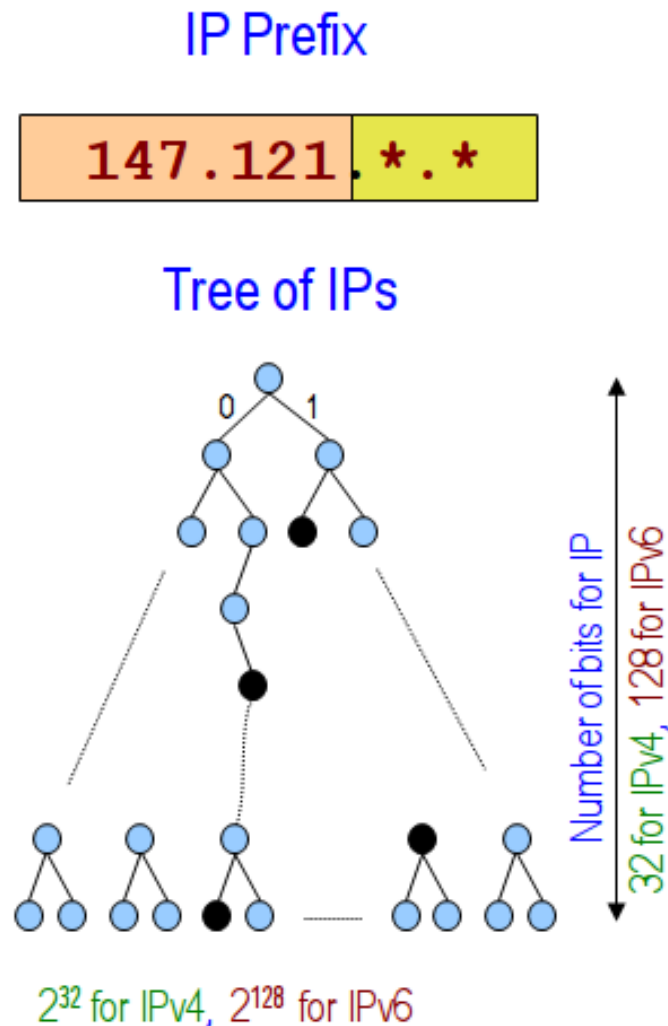 IP Prefix
147.121.*.*
Tree of IPs
0 1
Number of bits for IP
32 for IPv4, 128 for IPv6
2³² for IPv4, 2¹²⁸ for IPv6